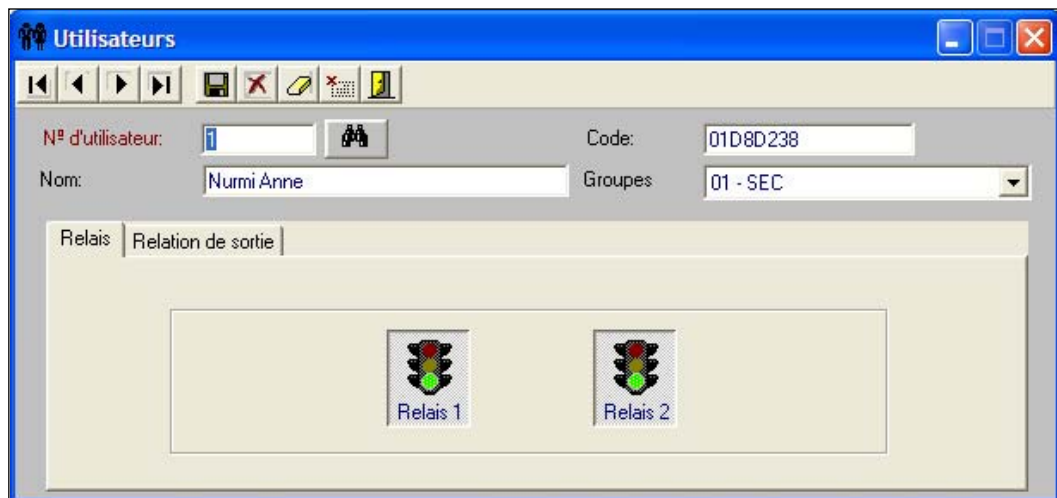 Utilisateurs
Nº d'utilisateur: 1 Code: 01D8D238
Nom: Nurmi Anne Groupes 01 - SEC
Relais Relation de sortie
Relais 1 Relais 2